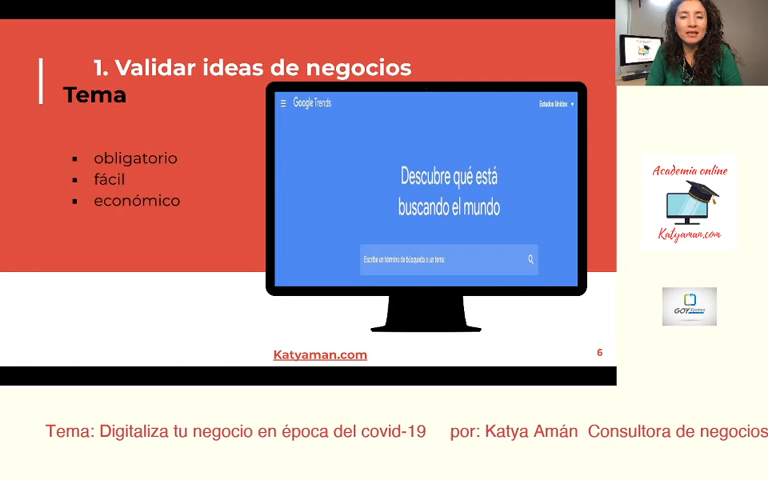 1. Validar ideas de negocios
Tema
▪ obligatorio
▪ fácil
▪ económico
Google Trends
Estados Unidos
Descubre qué está
buscando el mundo
Escribe un término de búsqueda o un tema
Katyaman.com
6
Academia online
Katyaman.com
GOY
Tema: Digitaliza tu negocio en época del covid-19 por: Katya Amán Consultora de negocios